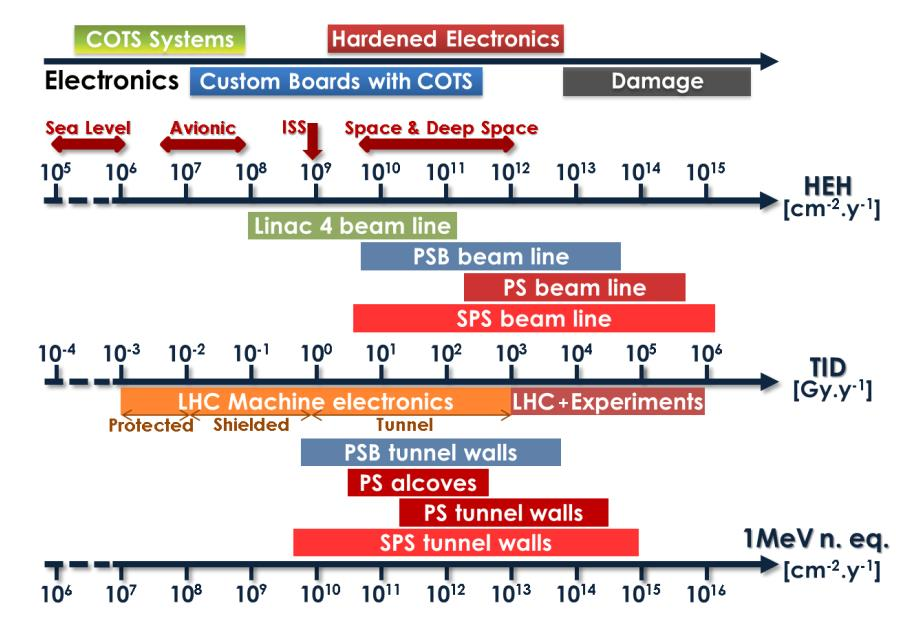 COTS Systems
Hardened Electronics
Electronics
Custom Boards with COTS
Damage
Sea Level
Avionic
ISS
Space & Deep Space
10⁵ 10⁶ 10⁷ 10⁸ 10⁹ 10¹⁰ 10¹¹ 10¹² 10¹³ 10¹⁴ 10¹⁵
HEH
[cm⁻².y⁻¹]
Linac 4 beam line
PSB beam line
PS beam line
SPS beam line
10⁻⁴ 10⁻³ 10⁻² 10⁻¹ 10⁰ 10¹ 10² 10³ 10⁴ 10⁵ 10⁶
TID
[Gy.y⁻¹]
LHC Machine electronics
LHC+Experiments
Protected
Shielded
Tunnel
PSB tunnel walls
PS alcoves
PS tunnel walls
SPS tunnel walls
1MeV n. eq.
[cm⁻².y⁻¹]
10⁶ 10⁷ 10⁸ 10⁹ 10¹⁰ 10¹¹ 10¹² 10¹³ 10¹⁴ 10¹⁵ 10¹⁶